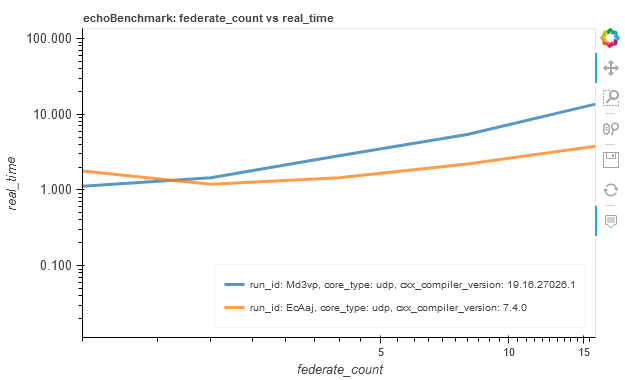 echoBenchmark: federate_count vs real_time
100.000
10.000
1.000
0.100
real_time
run_id: Md3vp, core_type: udp, cxx_compiler_version: 19.16.27026.1
run_id: EcAaj, core_type: udp, cxx_compiler_version: 7.4.0
5
10
15
federate_count